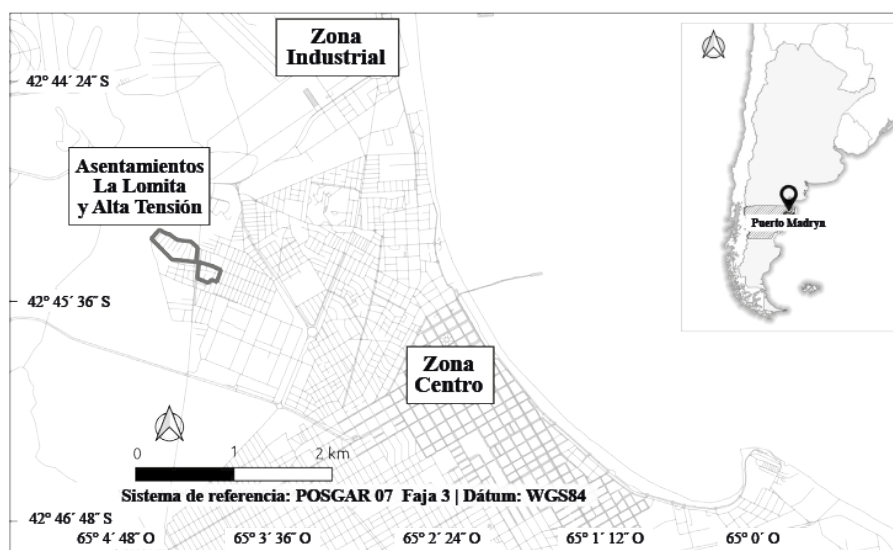 Zona
Industrial
42° 44´ 24˝ S
Asentamientos
La Lomita
y Alta Tensión
Puerto Madryn
42° 45´ 36˝ S
Zona
Centro
0
1
2 km
Sistema de referencia: POSGAR 07 Faja 3 | Dátum: WGS84
42° 46´ 48˝ S
65° 4´ 48˝ O
65° 3´ 36˝ O
65° 2´ 24˝ O
65° 1´ 12˝ O
65° 0´ O